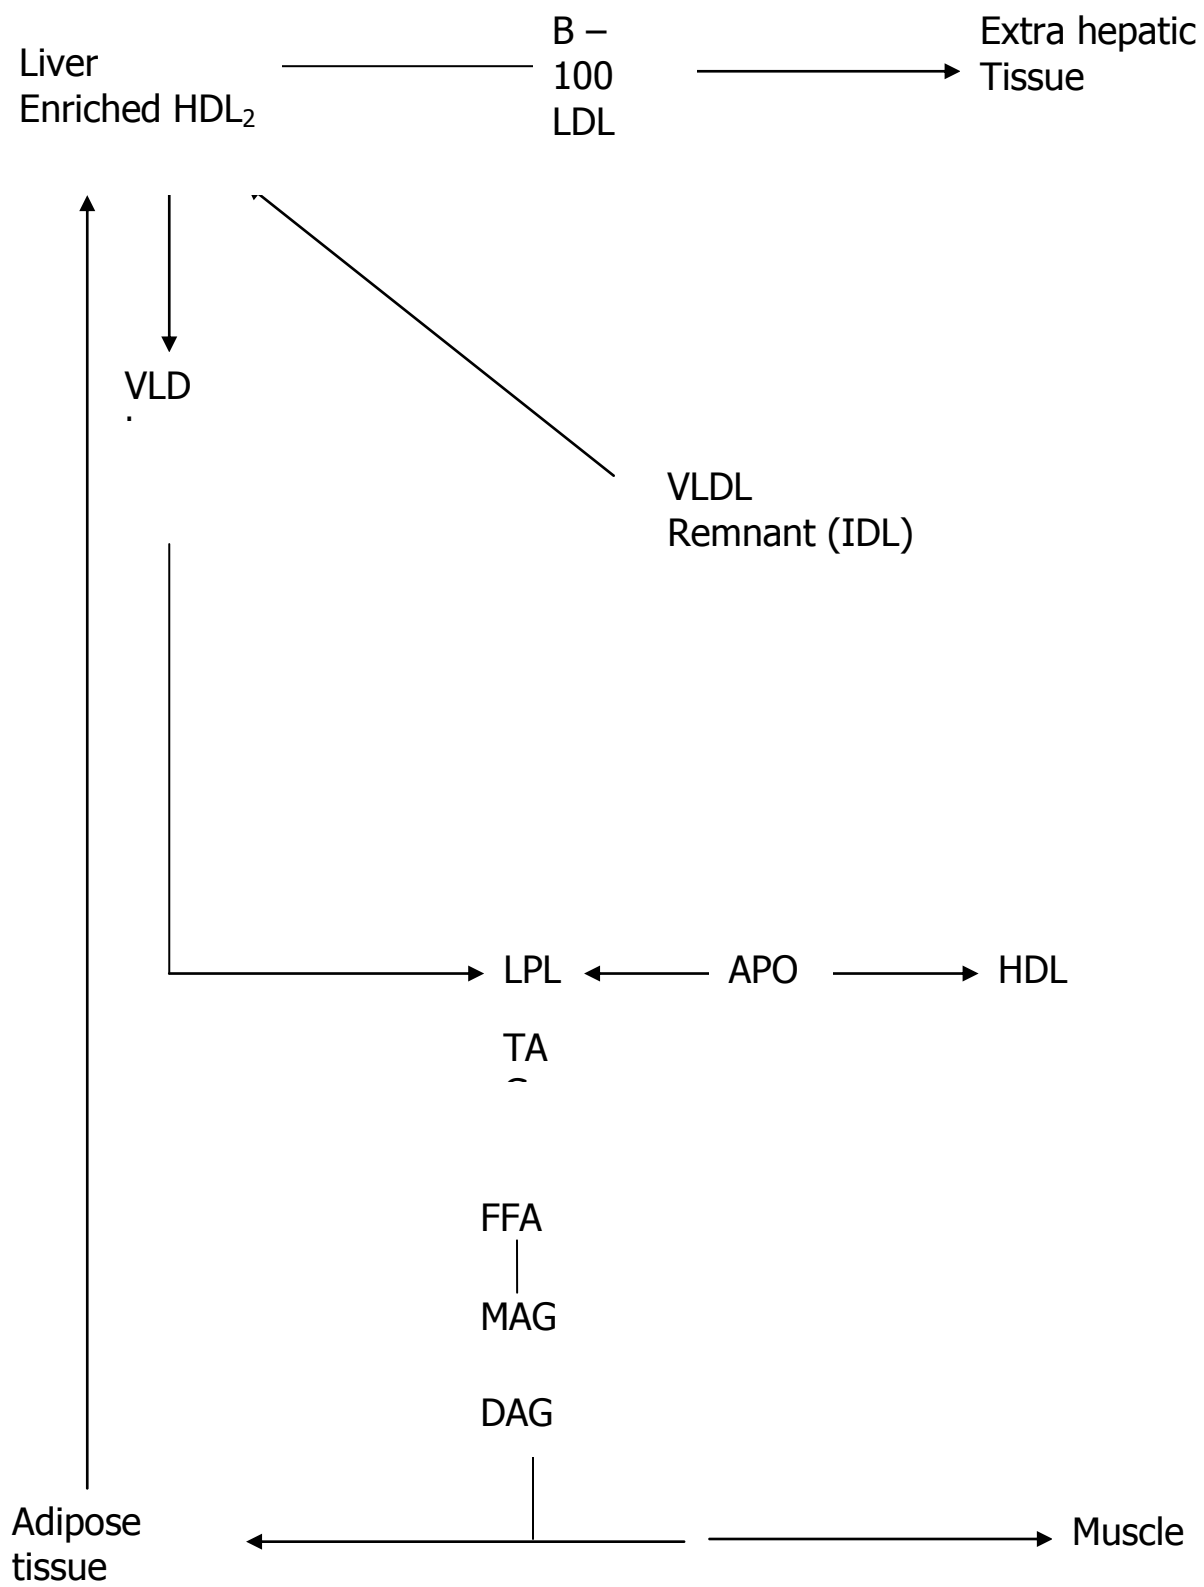 B –
100
LDL
Extra hepatic
Tissue
Liver
Enriched HDL₂
VLD
VLDL
Remnant (IDL)
LPL
APO
HDL
TA
FFA
MAG
DAG
Adipose
tissue
Muscle